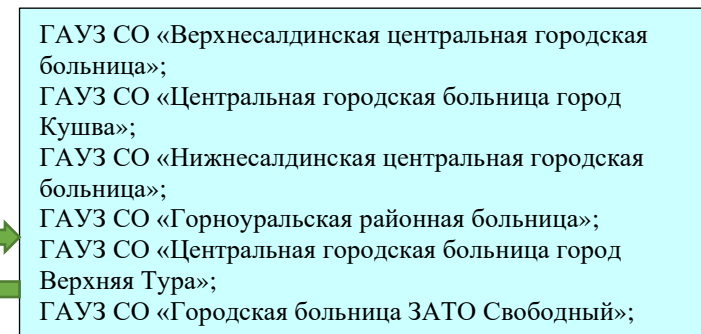 ГАУЗ СО «Верхнесалдинская центральная городская
больница»;
ГАУЗ СО «Центральная городская больница город
Кушва»;
ГАУЗ СО «Нижнесалдинская центральная городская
больница»;
ГАУЗ СО «Горноуральская районная больница»;
ГАУЗ СО «Центральная городская больница город
Верхняя Тура»;
ГАУЗ СО «Городская больница ЗАТО Свободный»;